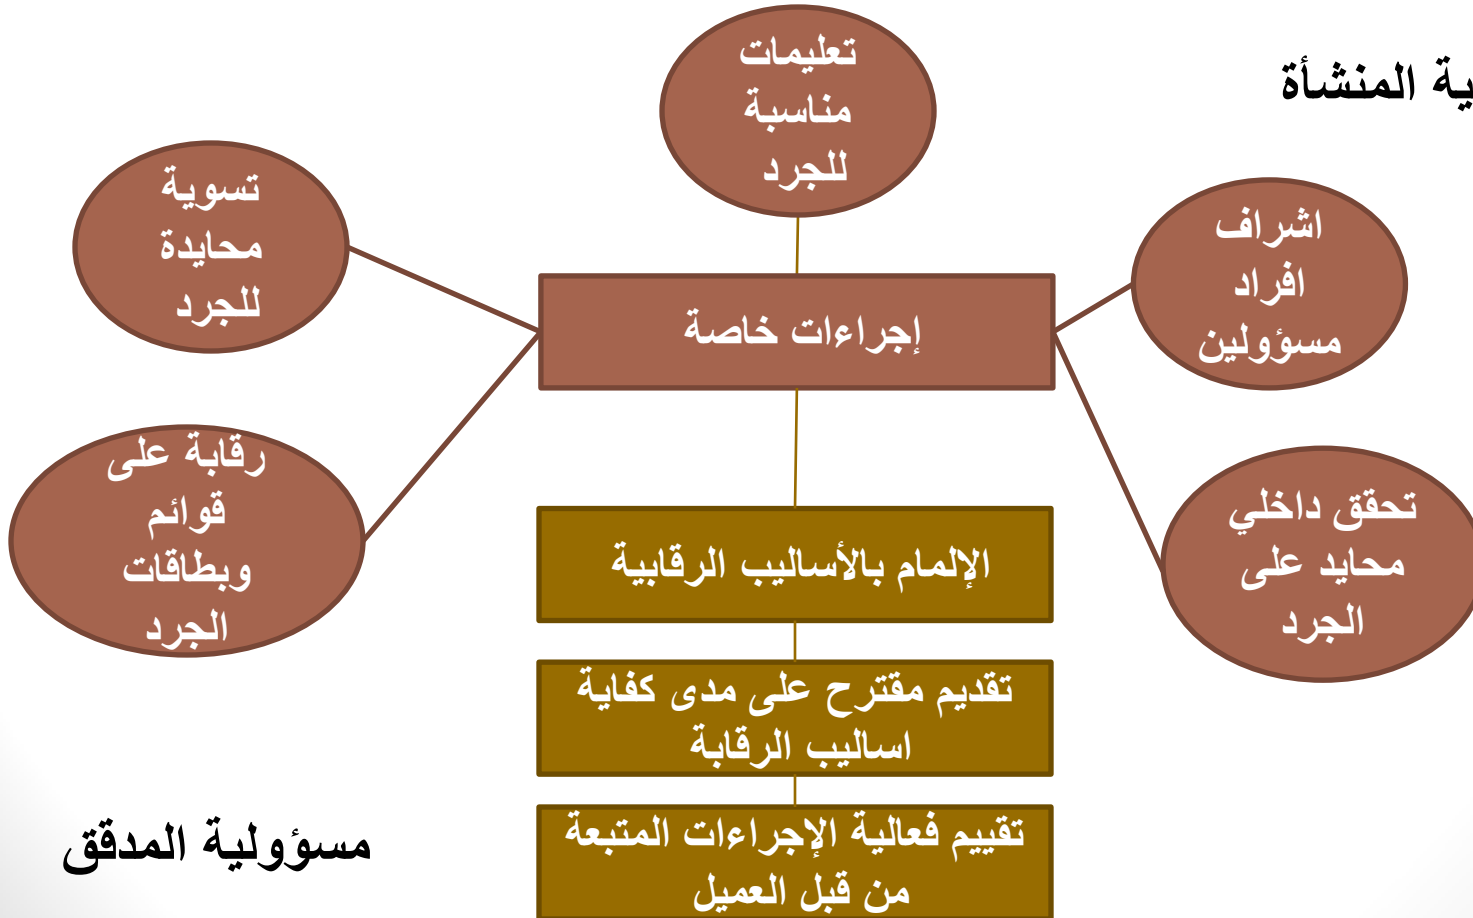 تعليمات
مناسبة
للجرد
ية المنشأة
تسوية
محايدة
للجرد
اشراف
افراد
مسؤولين
إجراءات خاصة
رقابة على
قوائم
وبطاقات
الجرد
تحقق داخلي
محايد على
الجرد
الإلمام بالأساليب الرقابية
تقديم مقترح على مدى كفاية
اساليب الرقابة
تقييم فعالية الإجراءات المتبعة
من قبل العميل
مسؤولية المدقق